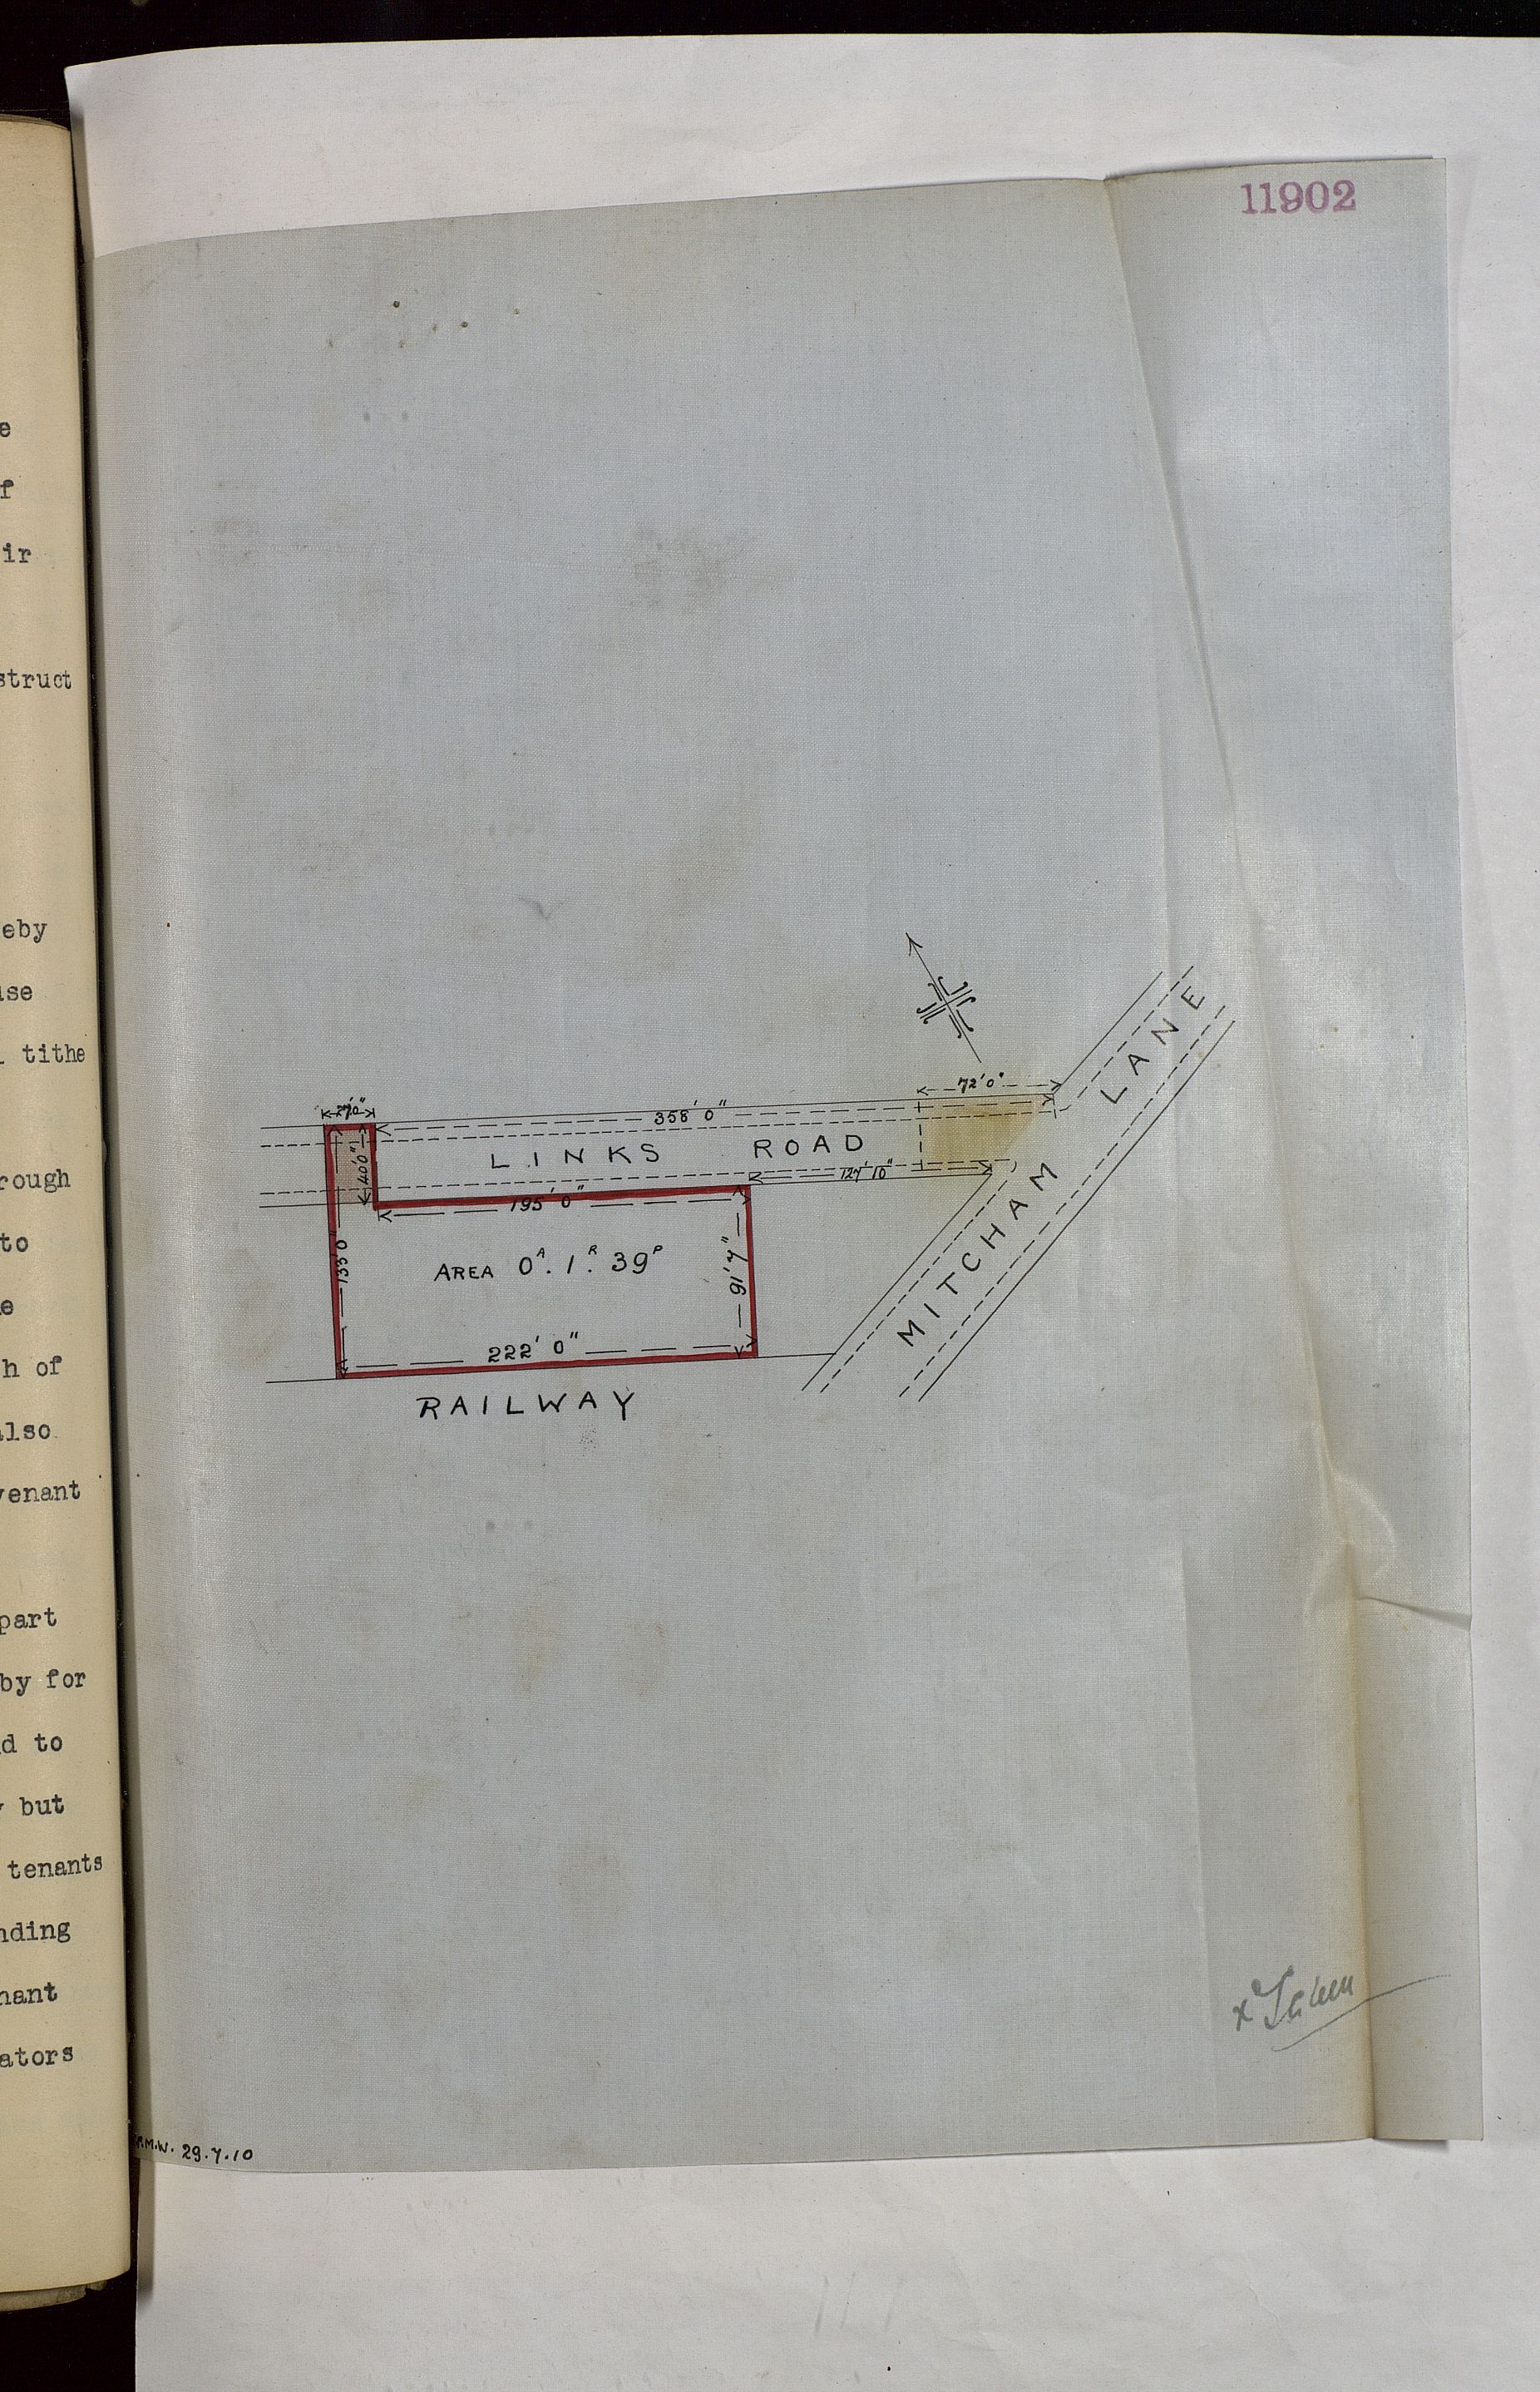 11902
e
f
ir
struct
eby
ise
tithe
rough
to
e
h of
also
venant
part
by for
d to
but
tenants
nding
nant
ators
LANE
72' 0"
27' 0"
358' 0"
LINKS ROAD
40' 0"
127' 10"
195' 0"
MITCHAM
133' 0"
AREA 0A. 1R. 39P
91' 7"
222' 0"
RAILWAY
M.W. 29.7.10